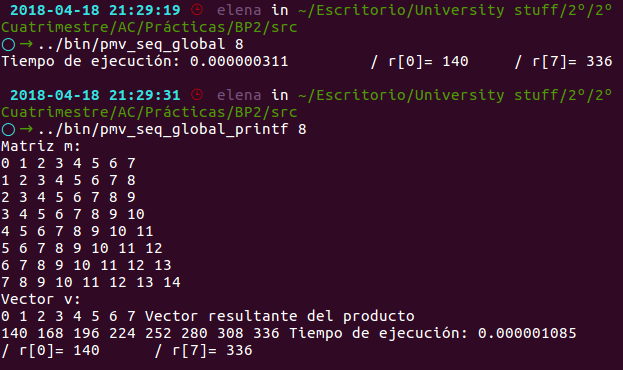 2018-04-18 21:29:19 elena in ~/Escritorio/University stuff/2º/2º
Cuatrimestre/AC/Prácticas/BP2/src
○ → ../bin/pmv_seq_global 8
Tiempo de ejecución: 0.000000311 / r[0]= 140 / r[7]= 336
2018-04-18 21:29:31 elena in ~/Escritorio/University stuff/2º/2º
Cuatrimestre/AC/Prácticas/BP2/src
○ → ../bin/pmv_seq_global_printf 8
Matriz m:
0 1 2 3 4 5 6 7
1 2 3 4 5 6 7 8
2 3 4 5 6 7 8 9
3 4 5 6 7 8 9 10
4 5 6 7 8 9 10 11
5 6 7 8 9 10 11 12
6 7 8 9 10 11 12 13
7 8 9 10 11 12 13 14
Vector v:
0 1 2 3 4 5 6 7 Vector resultante del producto
140 168 196 224 252 280 308 336 Tiempo de ejecución: 0.000001085
/ r[0]= 140 / r[7]= 336